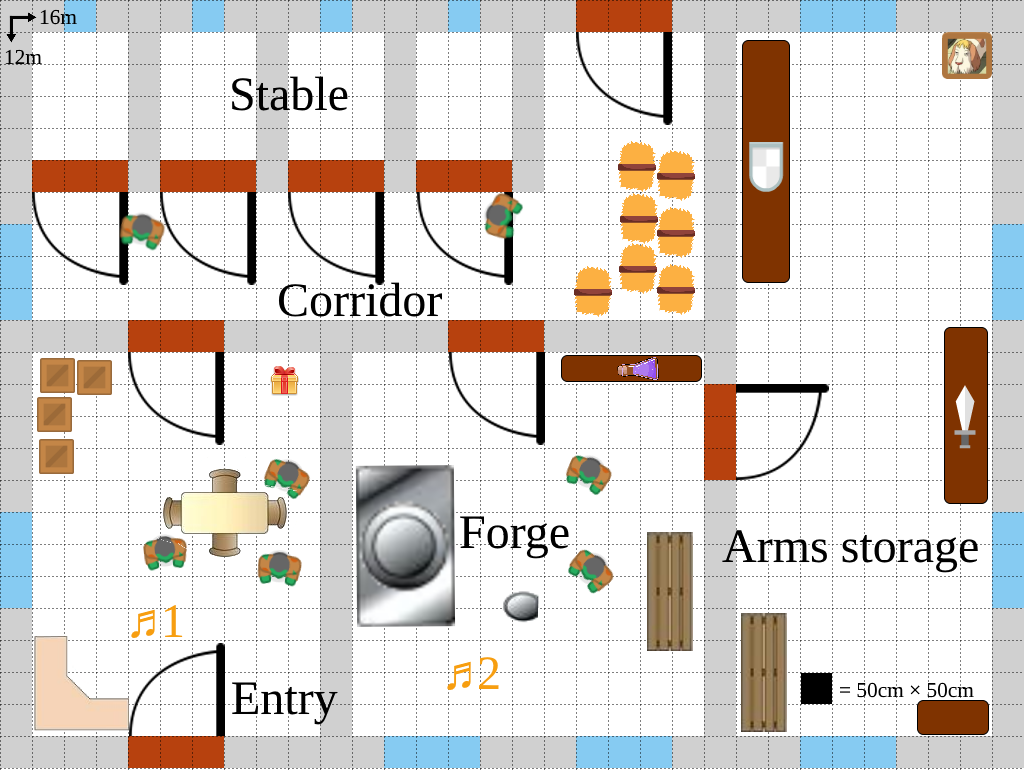 16m
12m
Stable
Corridor
Forge
Arms storage
♬1
♬2
Entry
= 50cm × 50cm